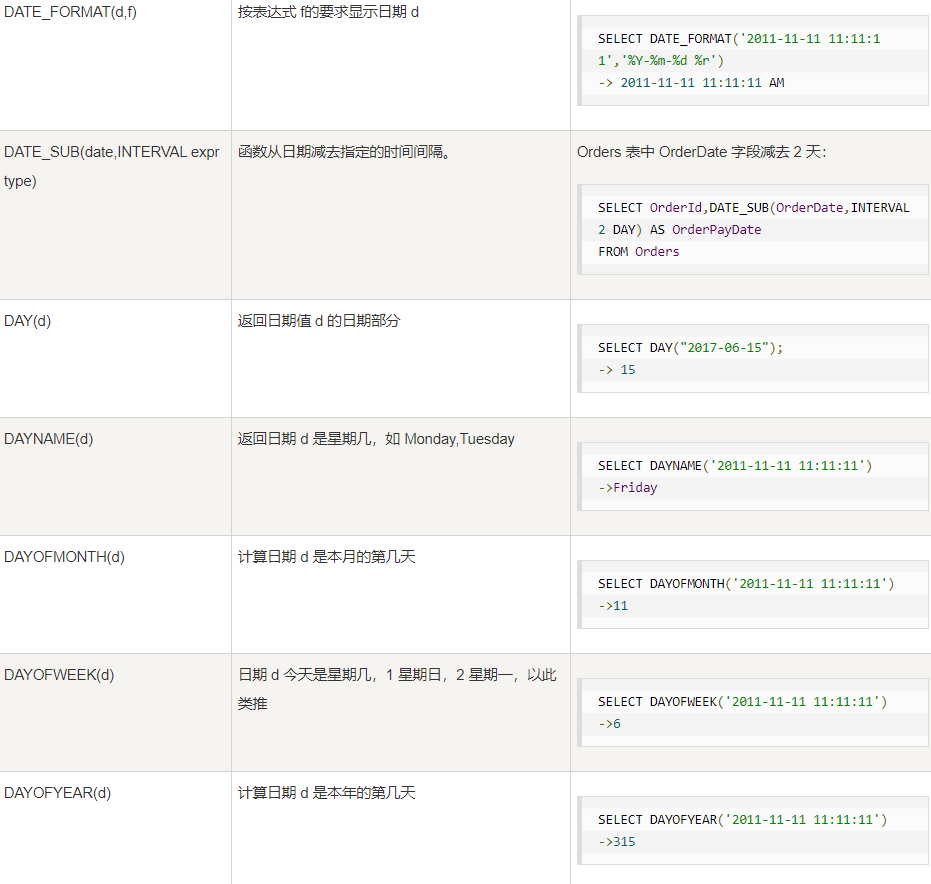 DATE_FORMAT(d,f)
按表达式 f的要求显示日期 d
SELECT DATE_FORMAT('2011-11-11 11:11:1
1','%Y-%m-%d %r')
-> 2011-11-11 11:11:11 AM
DATE_SUB(date,INTERVAL expr
type)
函数从日期减去指定的时间间隔。
Orders 表中 OrderDate 字段减去 2 天：
SELECT OrderId,DATE_SUB(OrderDate,INTERVAL
2 DAY) AS OrderPayDate
FROM Orders
DAY(d)
返回日期值 d 的日期部分
SELECT DAY("2017-06-15");
-> 15
DAYNAME(d)
返回日期 d 是星期几，如 Monday,Tuesday
SELECT DAYNAME('2011-11-11 11:11:11')
->Friday
DAYOFMONTH(d)
计算日期 d 是本月的第几天
SELECT DAYOFMONTH('2011-11-11 11:11:11')
->11
DAYOFWEEK(d)
日期 d 今天是星期几，1 星期日，2 星期一，以此
类推
SELECT DAYOFWEEK('2011-11-11 11:11:11')
->6
DAYOFYEAR(d)
计算日期 d 是本年的第几天
SELECT DAYOFYEAR('2011-11-11 11:11:11')
->315